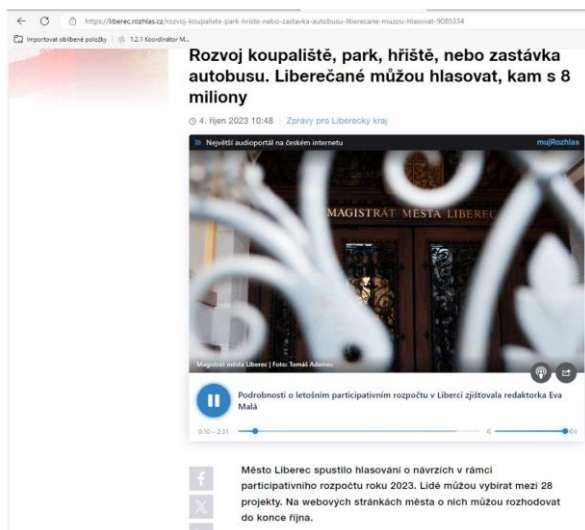 https://liberec.rozhlas.cz/rozvoj-koupaliste-park-hriste-nebo-zastavka-autobusu-liberecane-muzou-hlasovat-9085334
Importovat oblíbené položky
1.2.1 Koordinátor M...
Rozvoj koupaliště, park, hřiště, nebo zastávka
autobusu. Liberečané můžou hlasovat, kam s 8
miliony
4. říjen 2023 10:48 | Zprávy pro Liberecký kraj
Největší audioportál na českém internetu
mujRozhlas
MAGISTRÁT MĚSTA LIBEREC
Magistrát města Liberec | Foto: Tomáš Adamec
Podrobnosti o letošním participativním rozpočtu v Liberci zjišťovala redaktorka Eva
Malá
0:10 – 2:31
Město Liberec spustilo hlasování o návrzích v rámci
participativního rozpočtu roku 2023. Lidé můžou vybírat mezi 28
projekty. Na webových stránkách města o nich můžou rozhodovat
do konce října.